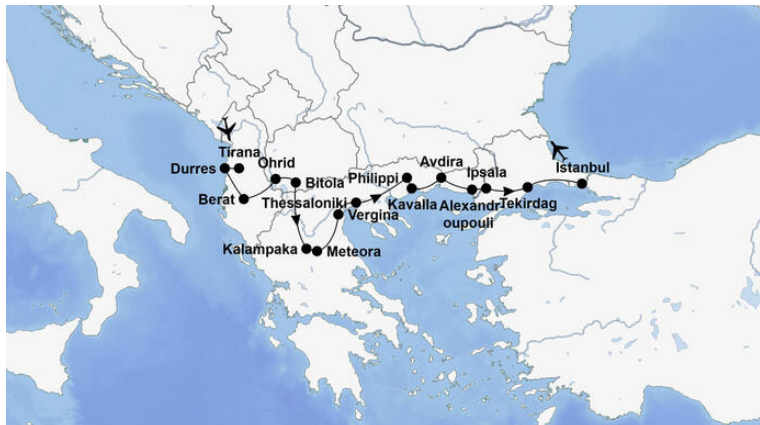 Tirana
Durres
Ohrid
Berat
Bitola
Thessaloniki
Vergina
Kalampaka
Meteora
Philippi
Kavalla
Avdira
Alexandr
oupouli
Ipsala
Tekirdag
Istanbul